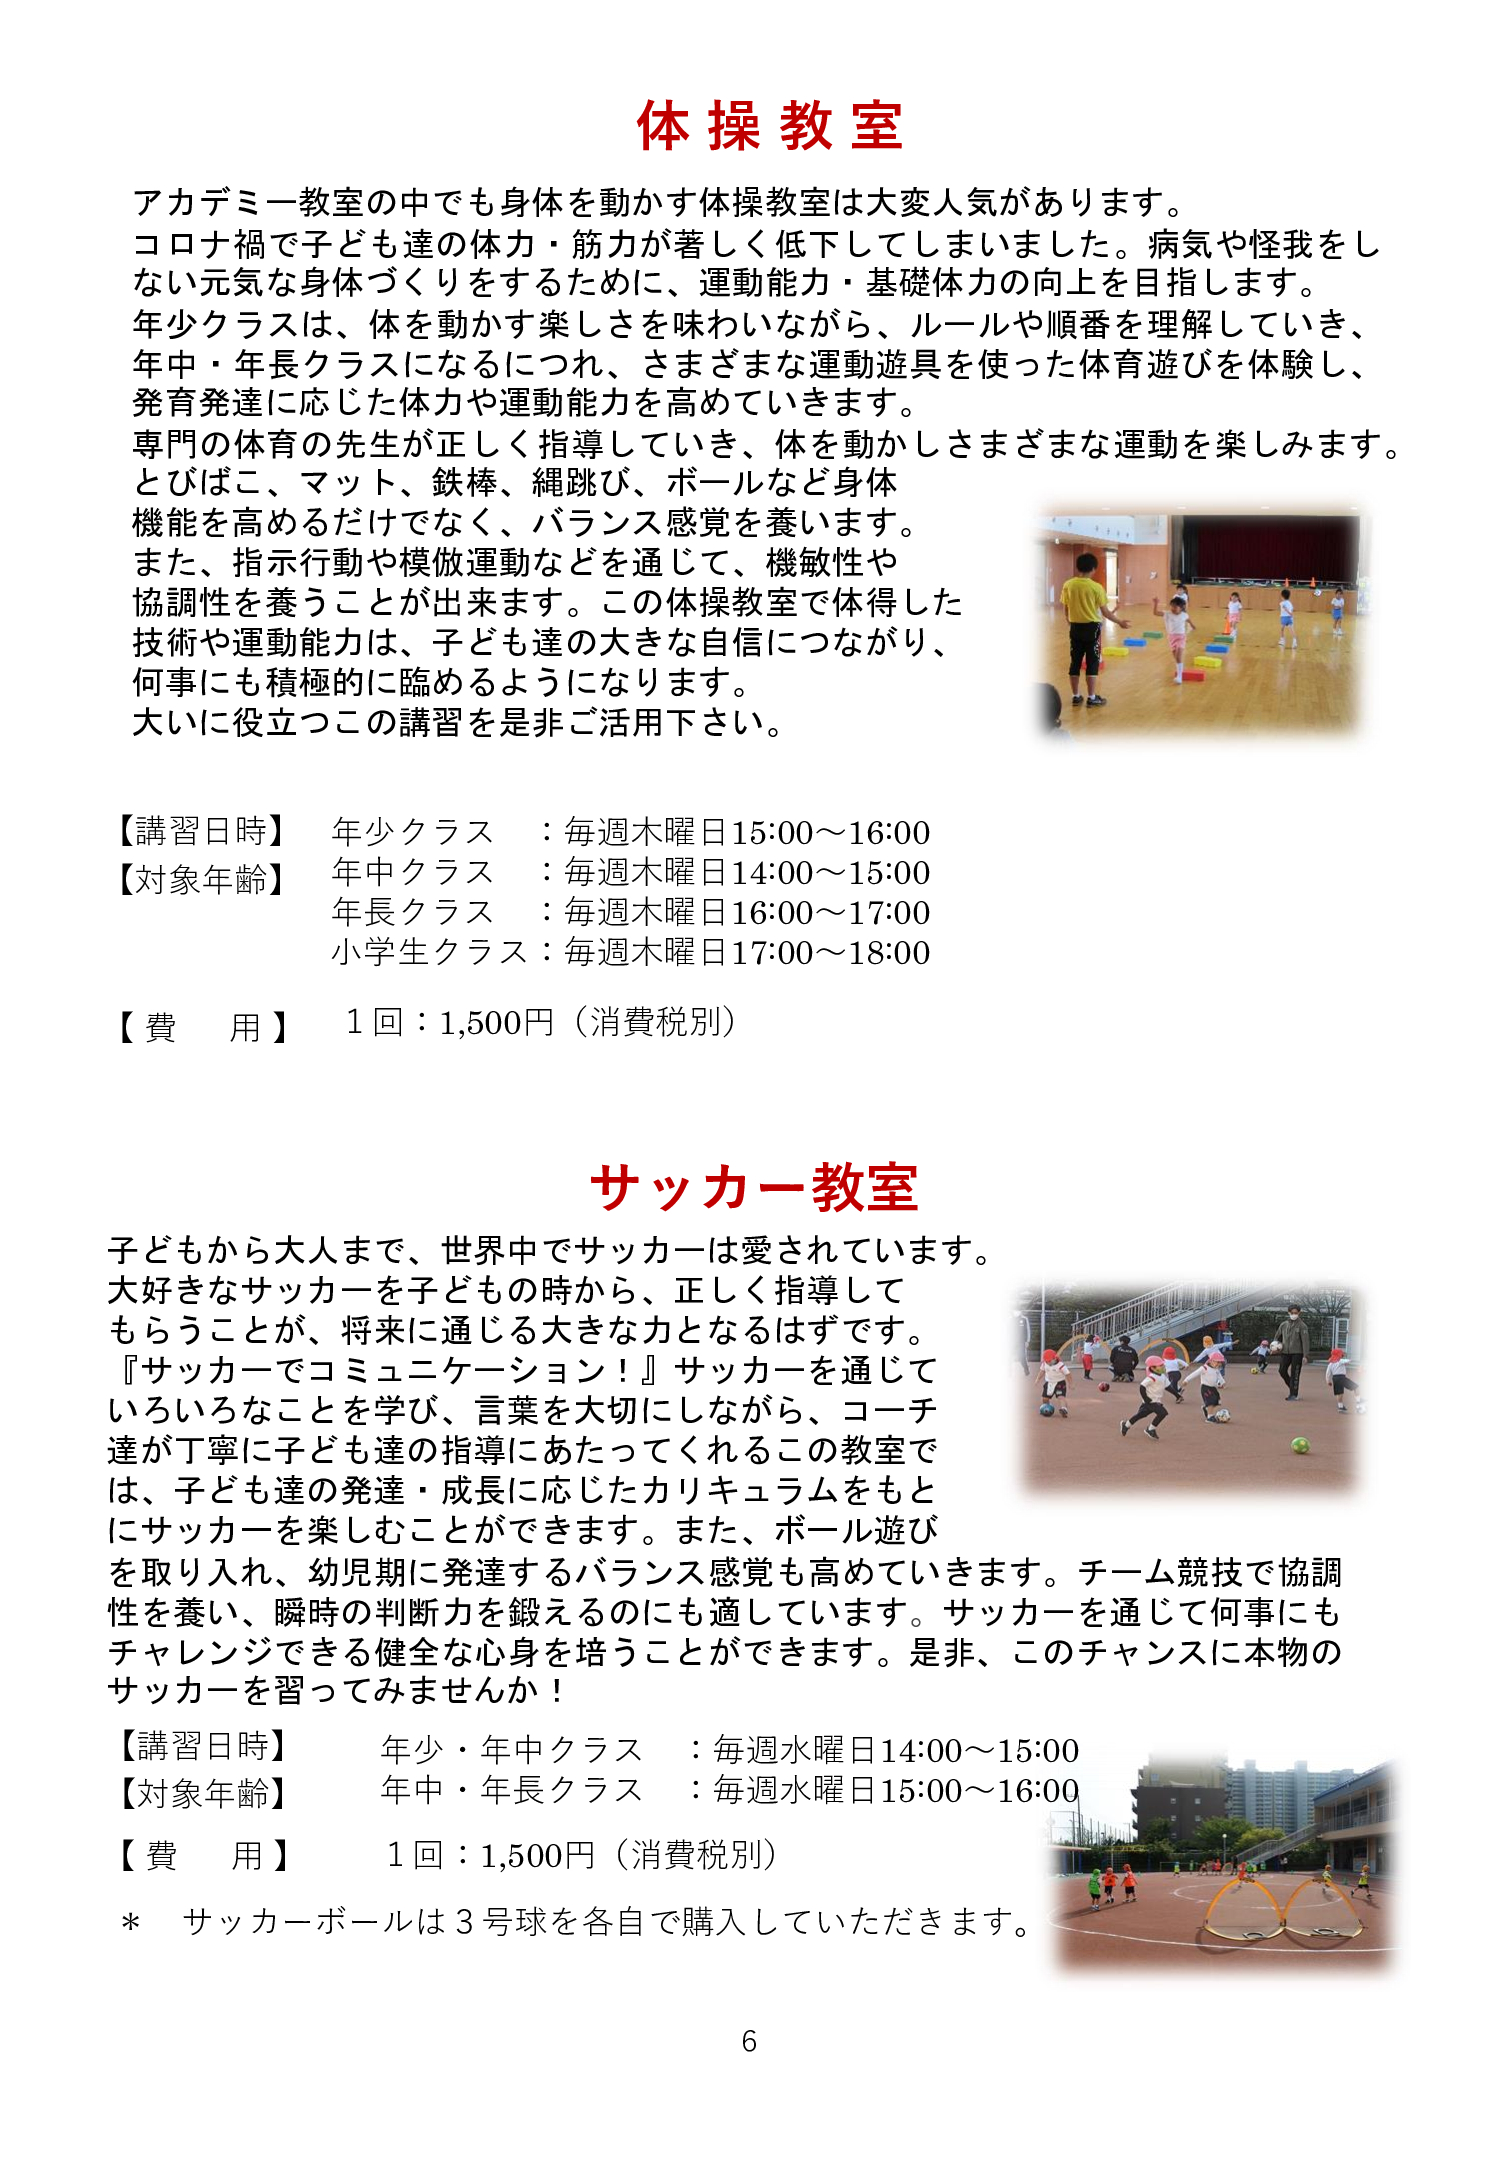 体操教室
アカデミー教室の中でも身体を動かす体操教室は大変人気があります。
コロナ禍で子ども達の体力・筋力が著しく低下してしまいました。病気や怪我をし
ない元気な身体づくりをするために、運動能力・基礎体力の向上を目指します。
年少クラスは、体を動かす楽しさを味わいながら、ルールや順番を理解していき、
年中・年長クラスになるにつれ、さまざまな運動遊具を使った体育遊びを体験し、
発育発達に応じた体力や運動能力を高めていきます。
専門の体育の先生が正しく指導していき、体を動かしさまざまな運動を楽しみます。
とびばこ、マット、鉄棒、縄跳び、ボールなど身体
機能を高めるだけでなく、バランス感覚を養います。
また、指示行動や模倣運動などを通じて、機敏性や
協調性を養うことが出来ます。この体操教室で体得した
技術や運動能力は、子ども達の大きな自信につながり、
何事にも積極的に臨めるようになります。
大いに役立つこの講習を是非ご活用下さい。
【講習日時】 年少クラス ：毎週木曜日15:00～16:00
【対象年齢】 年中クラス ：毎週木曜日14:00～15:00
年長クラス ：毎週木曜日16:00～17:00
小学生クラス：毎週木曜日17:00～18:00
【費 用】 １回：1,500円（消費税別）
サッカー教室
子どもから大人まで、世界中でサッカーは愛されています。
大好きなサッカーを子どもの時から、正しく指導して
もらうことが、将来に通じる大きな力となるはずです。
『サッカーでコミュニケーション！』サッカーを通じて
いろいろなことを学び、言葉を大切にしながら、コーチ
達が丁寧に子ども達の指導にあたってくれるこの教室で
は、子ども達の発達・成長に応じたカリキュラムをもと
にサッカーを楽しむことができます。また、ボール遊び
を取り入れ、幼児期に発達するバランス感覚も高めていきます。チーム競技で協調
性を養い、瞬時の判断力を鍛えるのにも適しています。サッカーを通じて何事にも
チャレンジできる健全な心身を培うことができます。是非、このチャンスに本物の
サッカーを習ってみませんか！
【講習日時】 年少・年中クラス ：毎週水曜日14:00～15:00
【対象年齢】 年中・年長クラス ：毎週水曜日15:00～16:00
【費 用】 １回：1,500円（消費税別）
＊ サッカーボールは３号球を各自で購入していただきます。
6